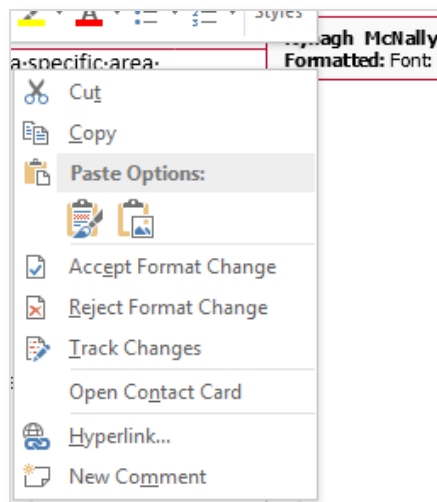 Styles
a·specific·area·
McNally
Formatted: Font:
Cut
Copy
Paste Options:
Accept Format Change
Reject Format Change
Track Changes
Open Contact Card
Hyperlink...
New Comment